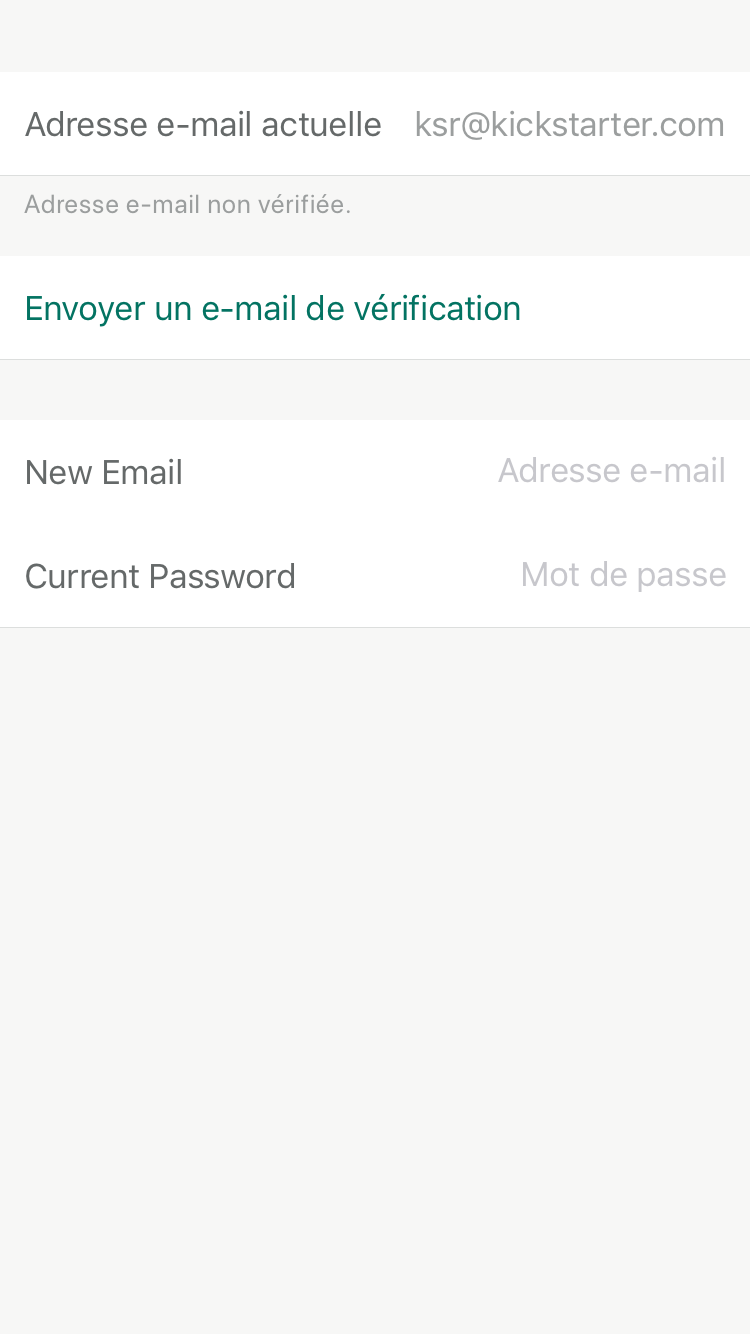 Adresse e-mail actuelle ksr@kickstarter.com
Adresse e-mail non vérifiée.
Envoyer un e-mail de vérification
New Email Adresse e-mail
Current Password Mot de passe